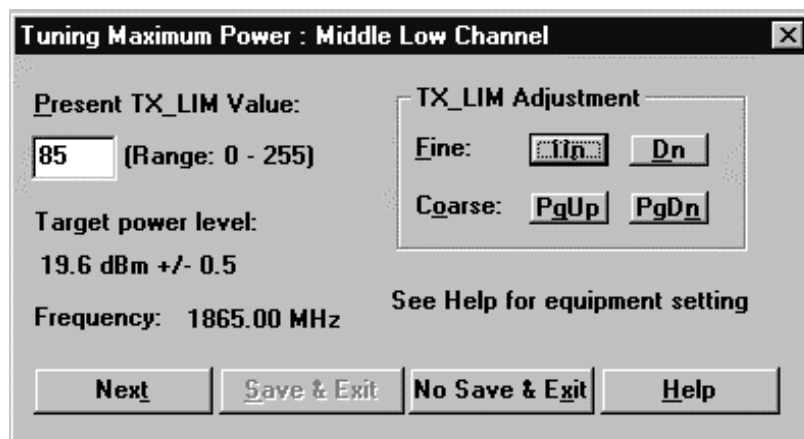 Tuning Maximum Power : Middle Low Channel
Present TX_LIM Value:
85 (Range: 0 - 255)
Target power level:
19.6 dBm +/- 0.5
Frequency: 1865.00 MHz
TX_LIM Adjustment
Fine: Up Dn
Coarse: PgUp PgDn
See Help for equipment setting
Next Save & Exit No Save & Exit Help